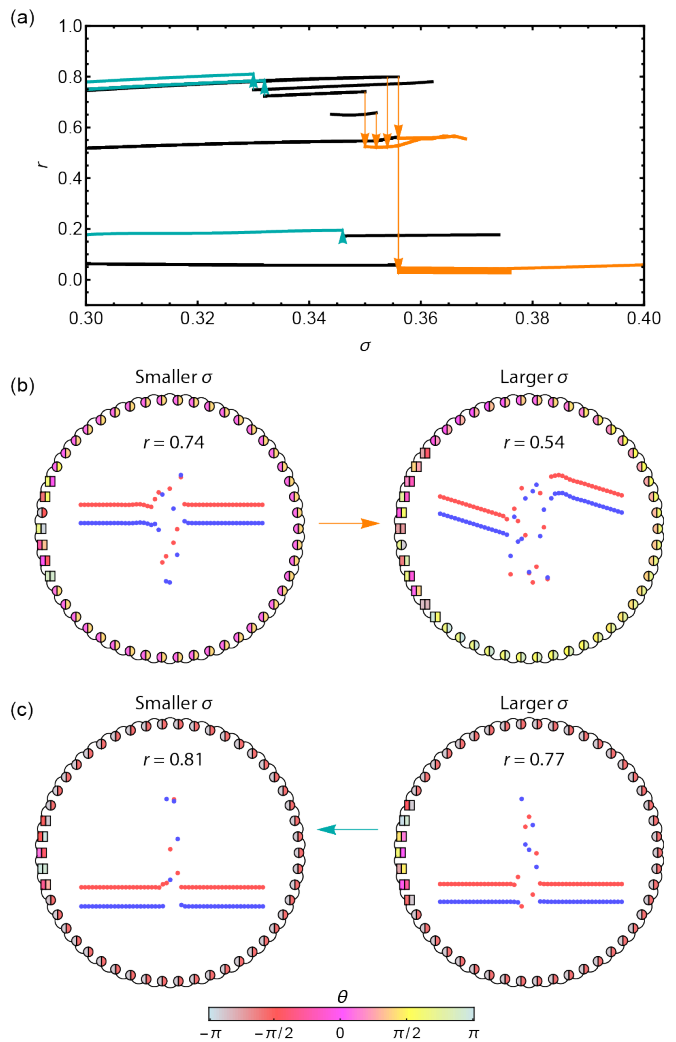 (a)
1.0
0.8
0.6
0.4
0.2
0.0
r
0.30 0.32 0.34 0.36 0.38 0.40
σ
(b)
Smaller σ Larger σ
r = 0.74 r = 0.54
(c)
Smaller σ Larger σ
r = 0.81 r = 0.77
θ
−π −π/2 0 π/2 π